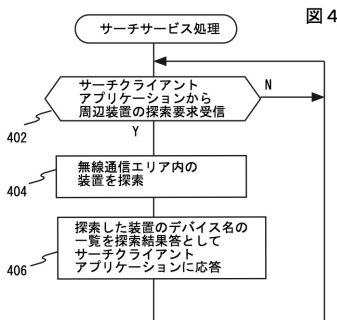 図４
サーチサービス処理
サーチクライアント
アプリケーションから
周辺装置の探索要求受信
N
402
Y
無線通信エリア内の
装置を探索
404
探索した装置のデバイス名の
一覧を探索結果答として
サーチクライアント
アプリケーションに応答
406